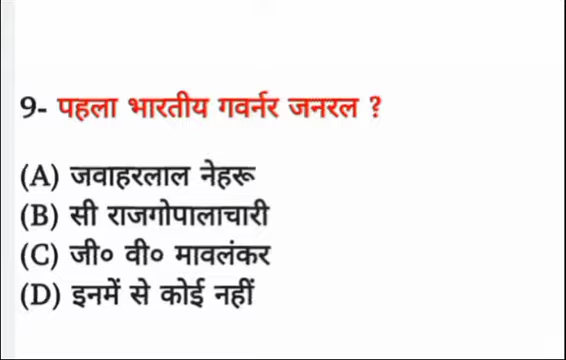 9- पहला भारतीय गवर्नर जनरल ?
(A) जवाहरलाल नेहरू
(B) सी राजगोपालाचारी
(C) जी० वी० मावलंकर
(D) इनमें से कोई नहीं